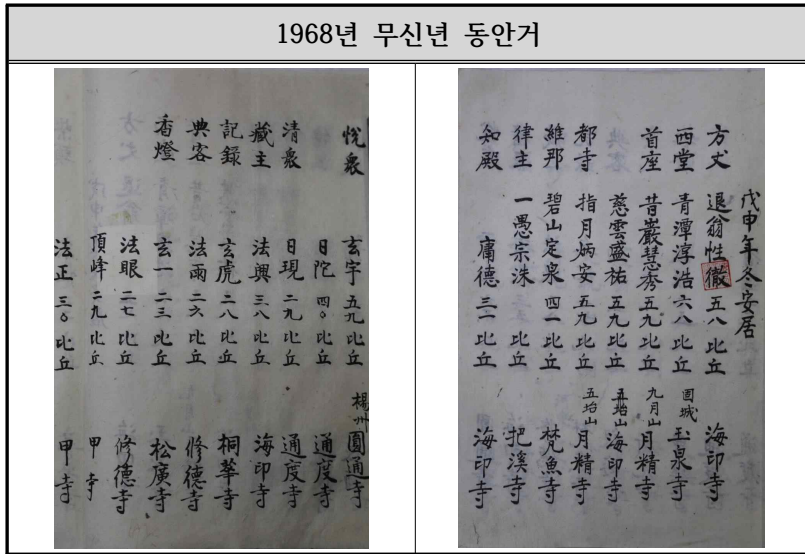 1968년 무신년 동안거
戊申年冬安居
方丈 退翁性徹 五八 比丘 海印寺
西堂 青潭淳浩 六八 比丘 固城 玉泉寺
首座 昔巖慧秀 五九 比丘 九月山 月精寺
慈雲盛祐 五九 比丘 五坮山 海印寺
都寺 指月炳安 五九 比丘 五坮山 月精寺
維那 碧山定泉 四一 比丘 梵魚寺
律主 一愚宗洙 比丘 把溪寺
知殿 庸德 三一 比丘 海印寺
悅衆 玄宇 五九 比丘 楊州 圓通寺
日陀 四〇 比丘 通度寺
清衆 日現 二九 比丘 通度寺
藏主 法興 三八 比丘 海印寺
記錄 玄虎 二八 比丘 桐華寺
典客 法雨 二六 比丘 修德寺
香燈 玄一 二三 比丘 松廣寺
法眼 二七 比丘 修德寺
頂峰 二九 比丘 甲寺
法正 三〇 比丘 甲寺